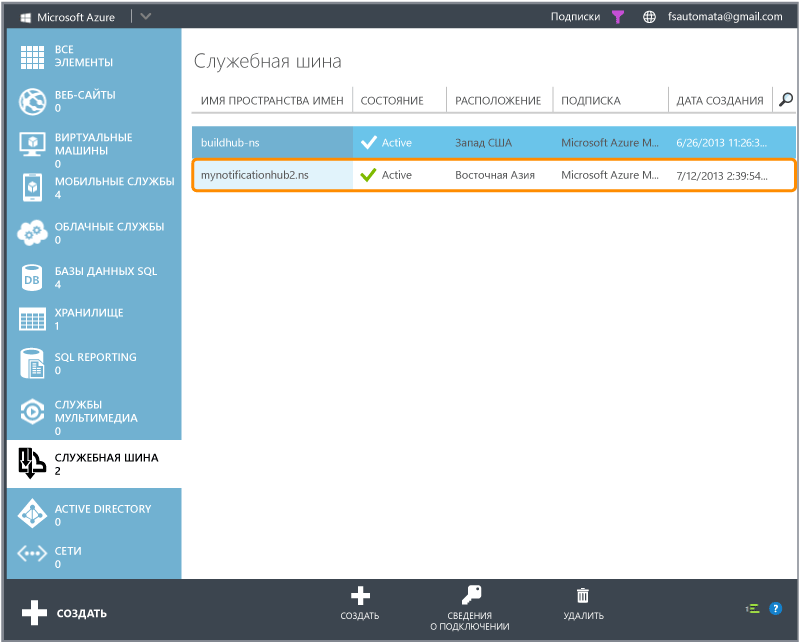 Microsoft Azure
Подписки
fsautomata@gmail.com
ВСЕ
ЭЛЕМЕНТЫ
ВЕБ-САЙТЫ
0
ВИРТУАЛЬНЫЕ
МАШИНЫ
0
МОБИЛЬНЫЕ СЛУЖБЫ
4
ОБЛАЧНЫЕ СЛУЖБЫ
0
БАЗЫ ДАННЫХ SQL
4
DB
ХРАНИЛИЩЕ
1
SQL REPORTING
0
СЛУЖБЫ
МУЛЬТИМЕДИА
0
СЛУЖЕБНАЯ ШИНА
2
ACTIVE DIRECTORY
0
СЕТИ
0
Служебная шина
ИМЯ ПРОСТРАНСТВА ИМЕН СОСТОЯНИЕ РАСПОЛОЖЕНИЕ ПОДПИСКА ДАТА СОЗДАНИЯ
buildhub-ns Active Запад США Microsoft Azure M... 6/26/2013 11:26:3...
mynotificationhub2.ns Active Восточная Азия Microsoft Azure M... 7/12/2013 2:39:54...
СОЗДАТЬ
СОЗДАТЬ
СВЕДЕНИЯ
О ПОДКЛЮЧЕНИИ
УДАЛИТЬ
1
?